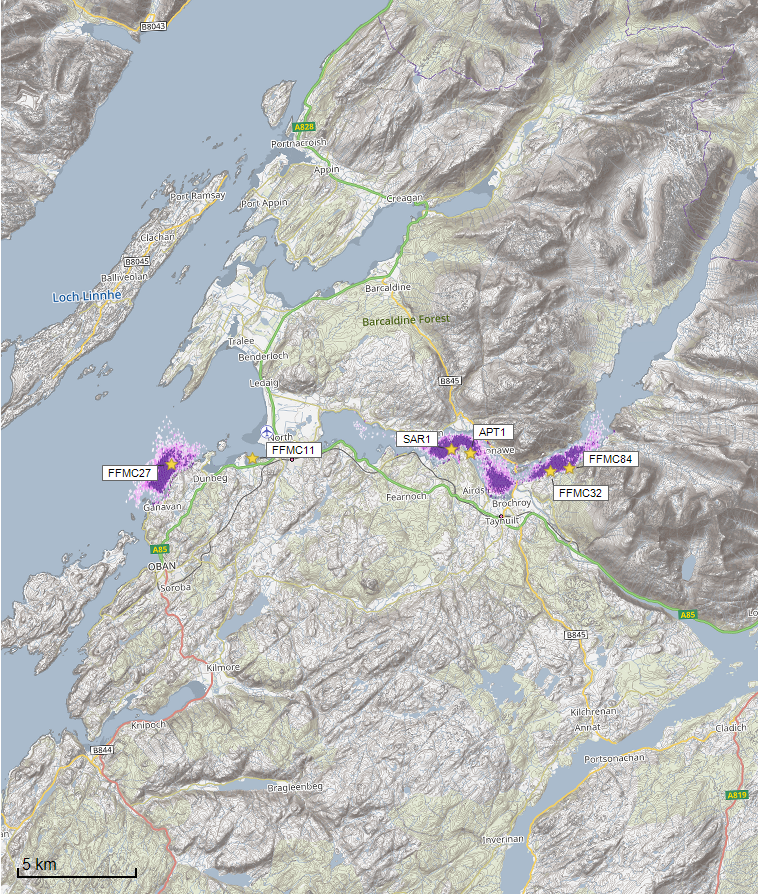 B8043
A828
Portnacroish
Appin
Port Ramsay
Port Appin
Creagan
Clachan
B8045
Balliveolan
Loch Linnhe
Barcaldine
Barcaldine Forest
Tralee
Benderloch
Ledaig
B845
North
SAR1
APT1
FFMC11
FFMC27
FFMC84
Dunbeg
FFMC32
Fearnoch
Airds
Brochroy
Ganavan
Taynuilt
A85
OBAN
Soroba
A85
B845
Kilmore
Kilchrenan
Knipoch
Annat
Cladich
B844
Portsonachan
Bragleenbeg
A819
Inverinan
5 km